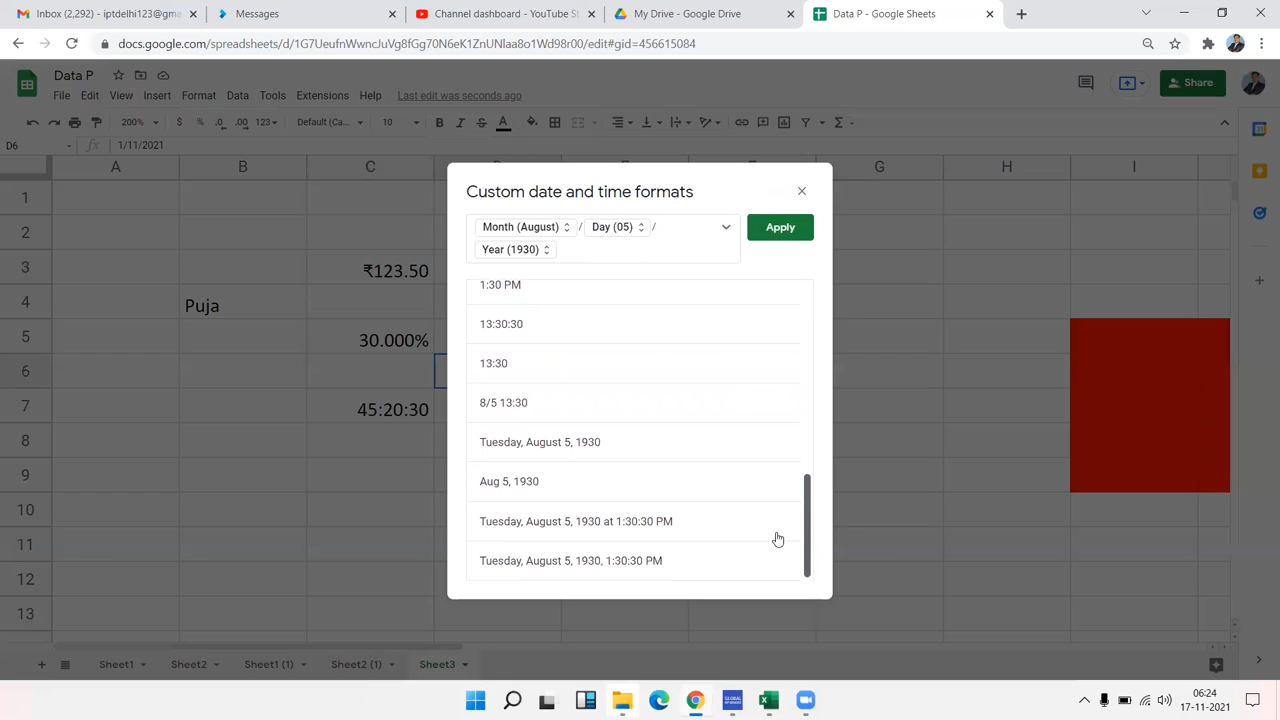 Inbox (2,292) - iptdelhi123@gma
Messages
Channel dashboard - YouTube St
My Drive - Google Drive
Data P - Google Sheets
docs.google.com/spreadsheets/d/1G7UeufnWwncJuVg8fGg70N6eK1ZnUNlaa8o1Wd98r00/edit#gid=456615084
Data P
File Edit View Insert Format Data Tools Extensions Help Last edit was seconds ago
Share
200% $ % .0 .00 123 Default (Ca... 10 B I S A
D6 fx 1/11/2021
A B C G H I
1
2
3 ₹123.50
4 Puja
5 30.000%
6
7 45:20:30
8
9
10
11
12
13
Custom date and time formats
Month (August) / Day (05) /
Year (1930)
Apply
1:30 PM
13:30:30
13:30
8/5 13:30
Tuesday, August 5, 1930
Aug 5, 1930
Tuesday, August 5, 1930 at 1:30:30 PM
Tuesday, August 5, 1930, 1:30:30 PM
Sheet1 Sheet2 Sheet1 (1) Sheet2 (1) Sheet3
06:24
17-11-2021